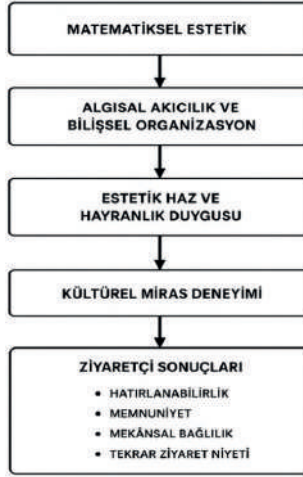 MATEMATİKSEL ESTETİK
ALGISAL AKICILIK VE
BİLİŞSEL ORGANİZASYON
ESTETİK HAZ VE
HAYRANLIK DUYGUSU
KÜLTÜREL MİRAS DENEYİMİ
ZİYARETÇİ SONUÇLARI
• HATIRLANABİLİRLİK
• MEMNUNİYET
• MEKÂNSAL BAĞLILIK
• TEKRAR ZİYARET NİYETİ